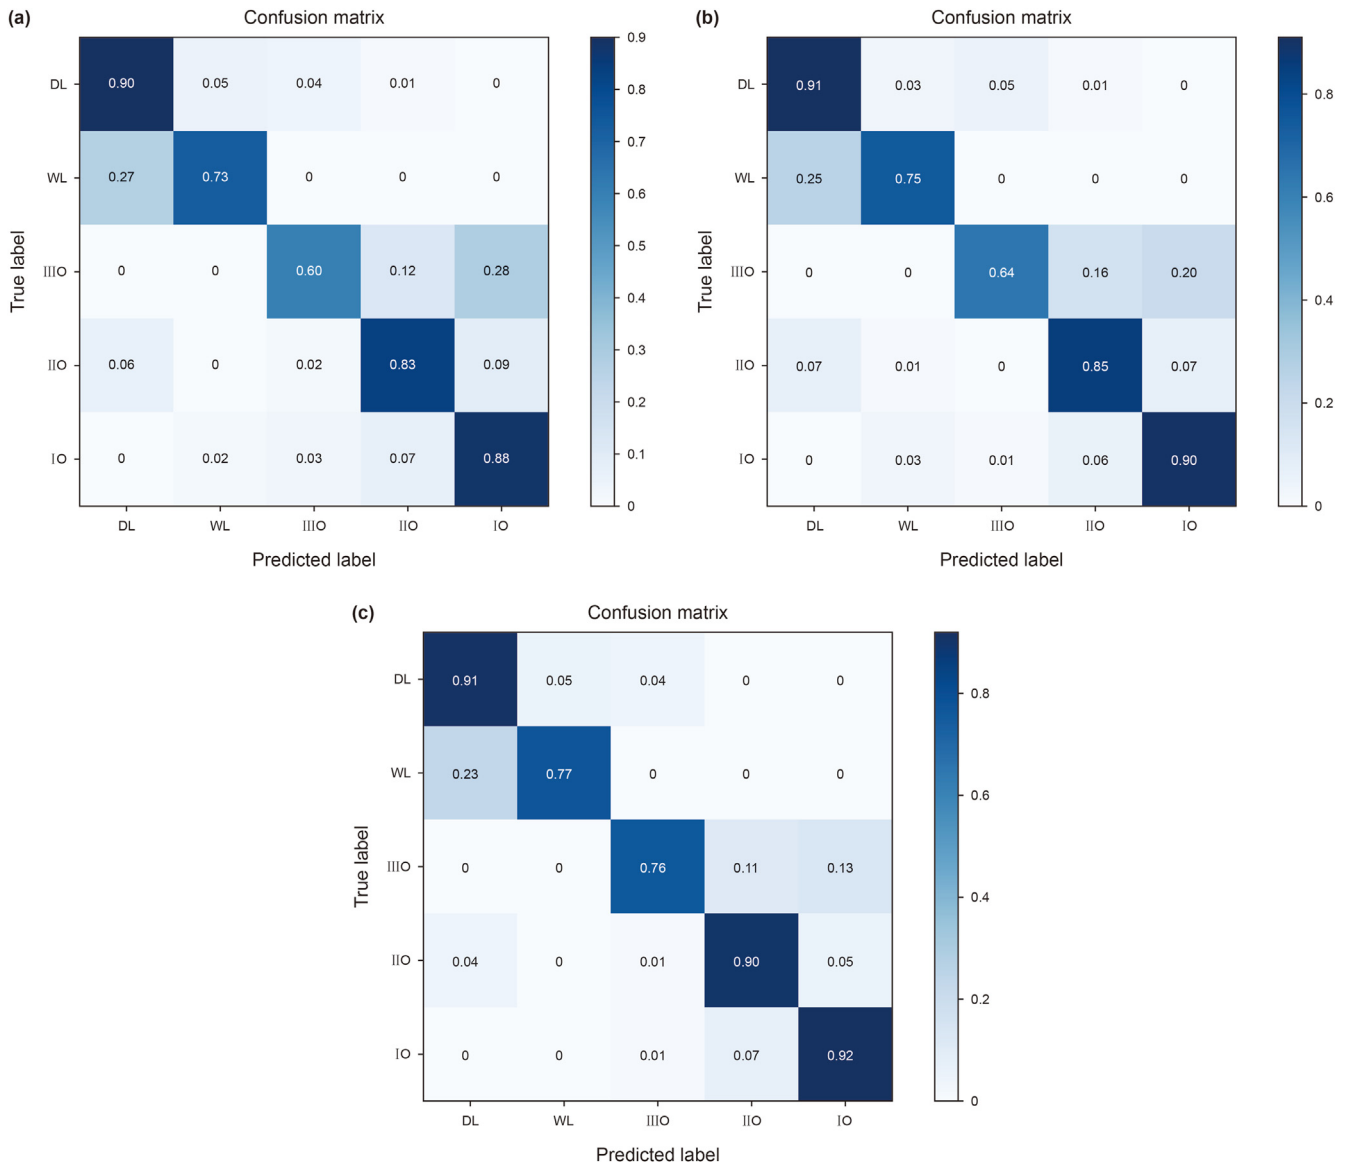 (a)
Confusion matrix
DL 0.90 0.05 0.04 0.01 0
WL 0.27 0.73 0 0 0
ⅢO 0 0 0.60 0.12 0.28
ⅡO 0.06 0 0.02 0.83 0.09
ⅠO 0 0.02 0.03 0.07 0.88
DL WL ⅢO ⅡO ⅠO
True label
Predicted label
0.9
0.8
0.7
0.6
0.5
0.4
0.3
0.2
0.1
0
(b)
Confusion matrix
DL 0.91 0.03 0.05 0.01 0
WL 0.25 0.75 0 0 0
ⅢO 0 0 0.64 0.16 0.20
ⅡO 0.07 0.01 0 0.85 0.07
ⅠO 0 0.03 0.01 0.06 0.90
DL WL ⅢO ⅡO ⅠO
True label
Predicted label
0.8
0.6
0.4
0.2
0
(c)
Confusion matrix
DL 0.91 0.05 0.04 0 0
WL 0.23 0.77 0 0 0
ⅢO 0 0 0.76 0.11 0.13
ⅡO 0.04 0 0.01 0.90 0.05
ⅠO 0 0 0.01 0.07 0.92
DL WL ⅢO ⅡO ⅠO
True label
Predicted label
0.8
0.6
0.4
0.2
0